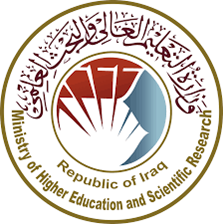 وزارة التعليم العالي والبحث العلمي
Republic of Iraq
Ministry of Higher Education and Scientific Research